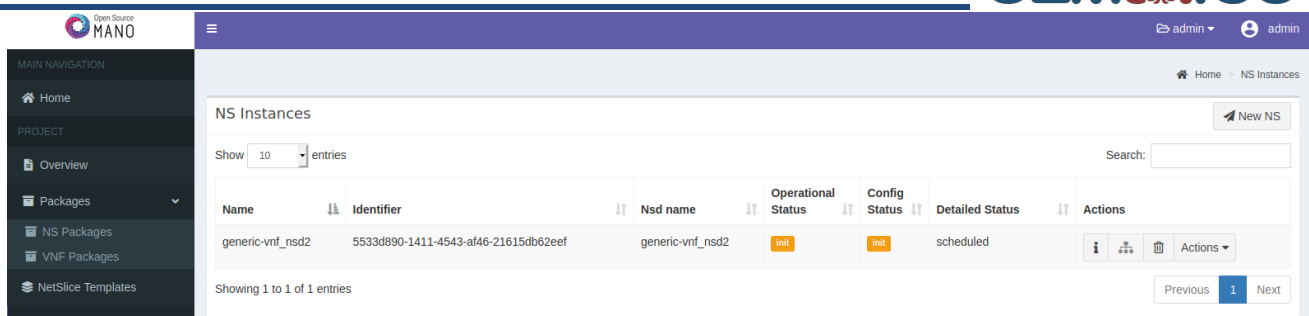 Open Source
MANO
admin
admin
MAIN NAVIGATION
Home > NS Instances
Home
NS Instances
New NS
PROJECT
Show 10 entries
Search:
Overview
Packages
Name Identifier Nsd name Operational Status Config Status Detailed Status Actions
NS Packages
generic-vnf_nsd2 5533d890-1411-4543-af46-21615db62eef generic-vnf_nsd2 init init scheduled i Actions
VNF Packages
NetSlice Templates
Showing 1 to 1 of 1 entries
Previous 1 Next